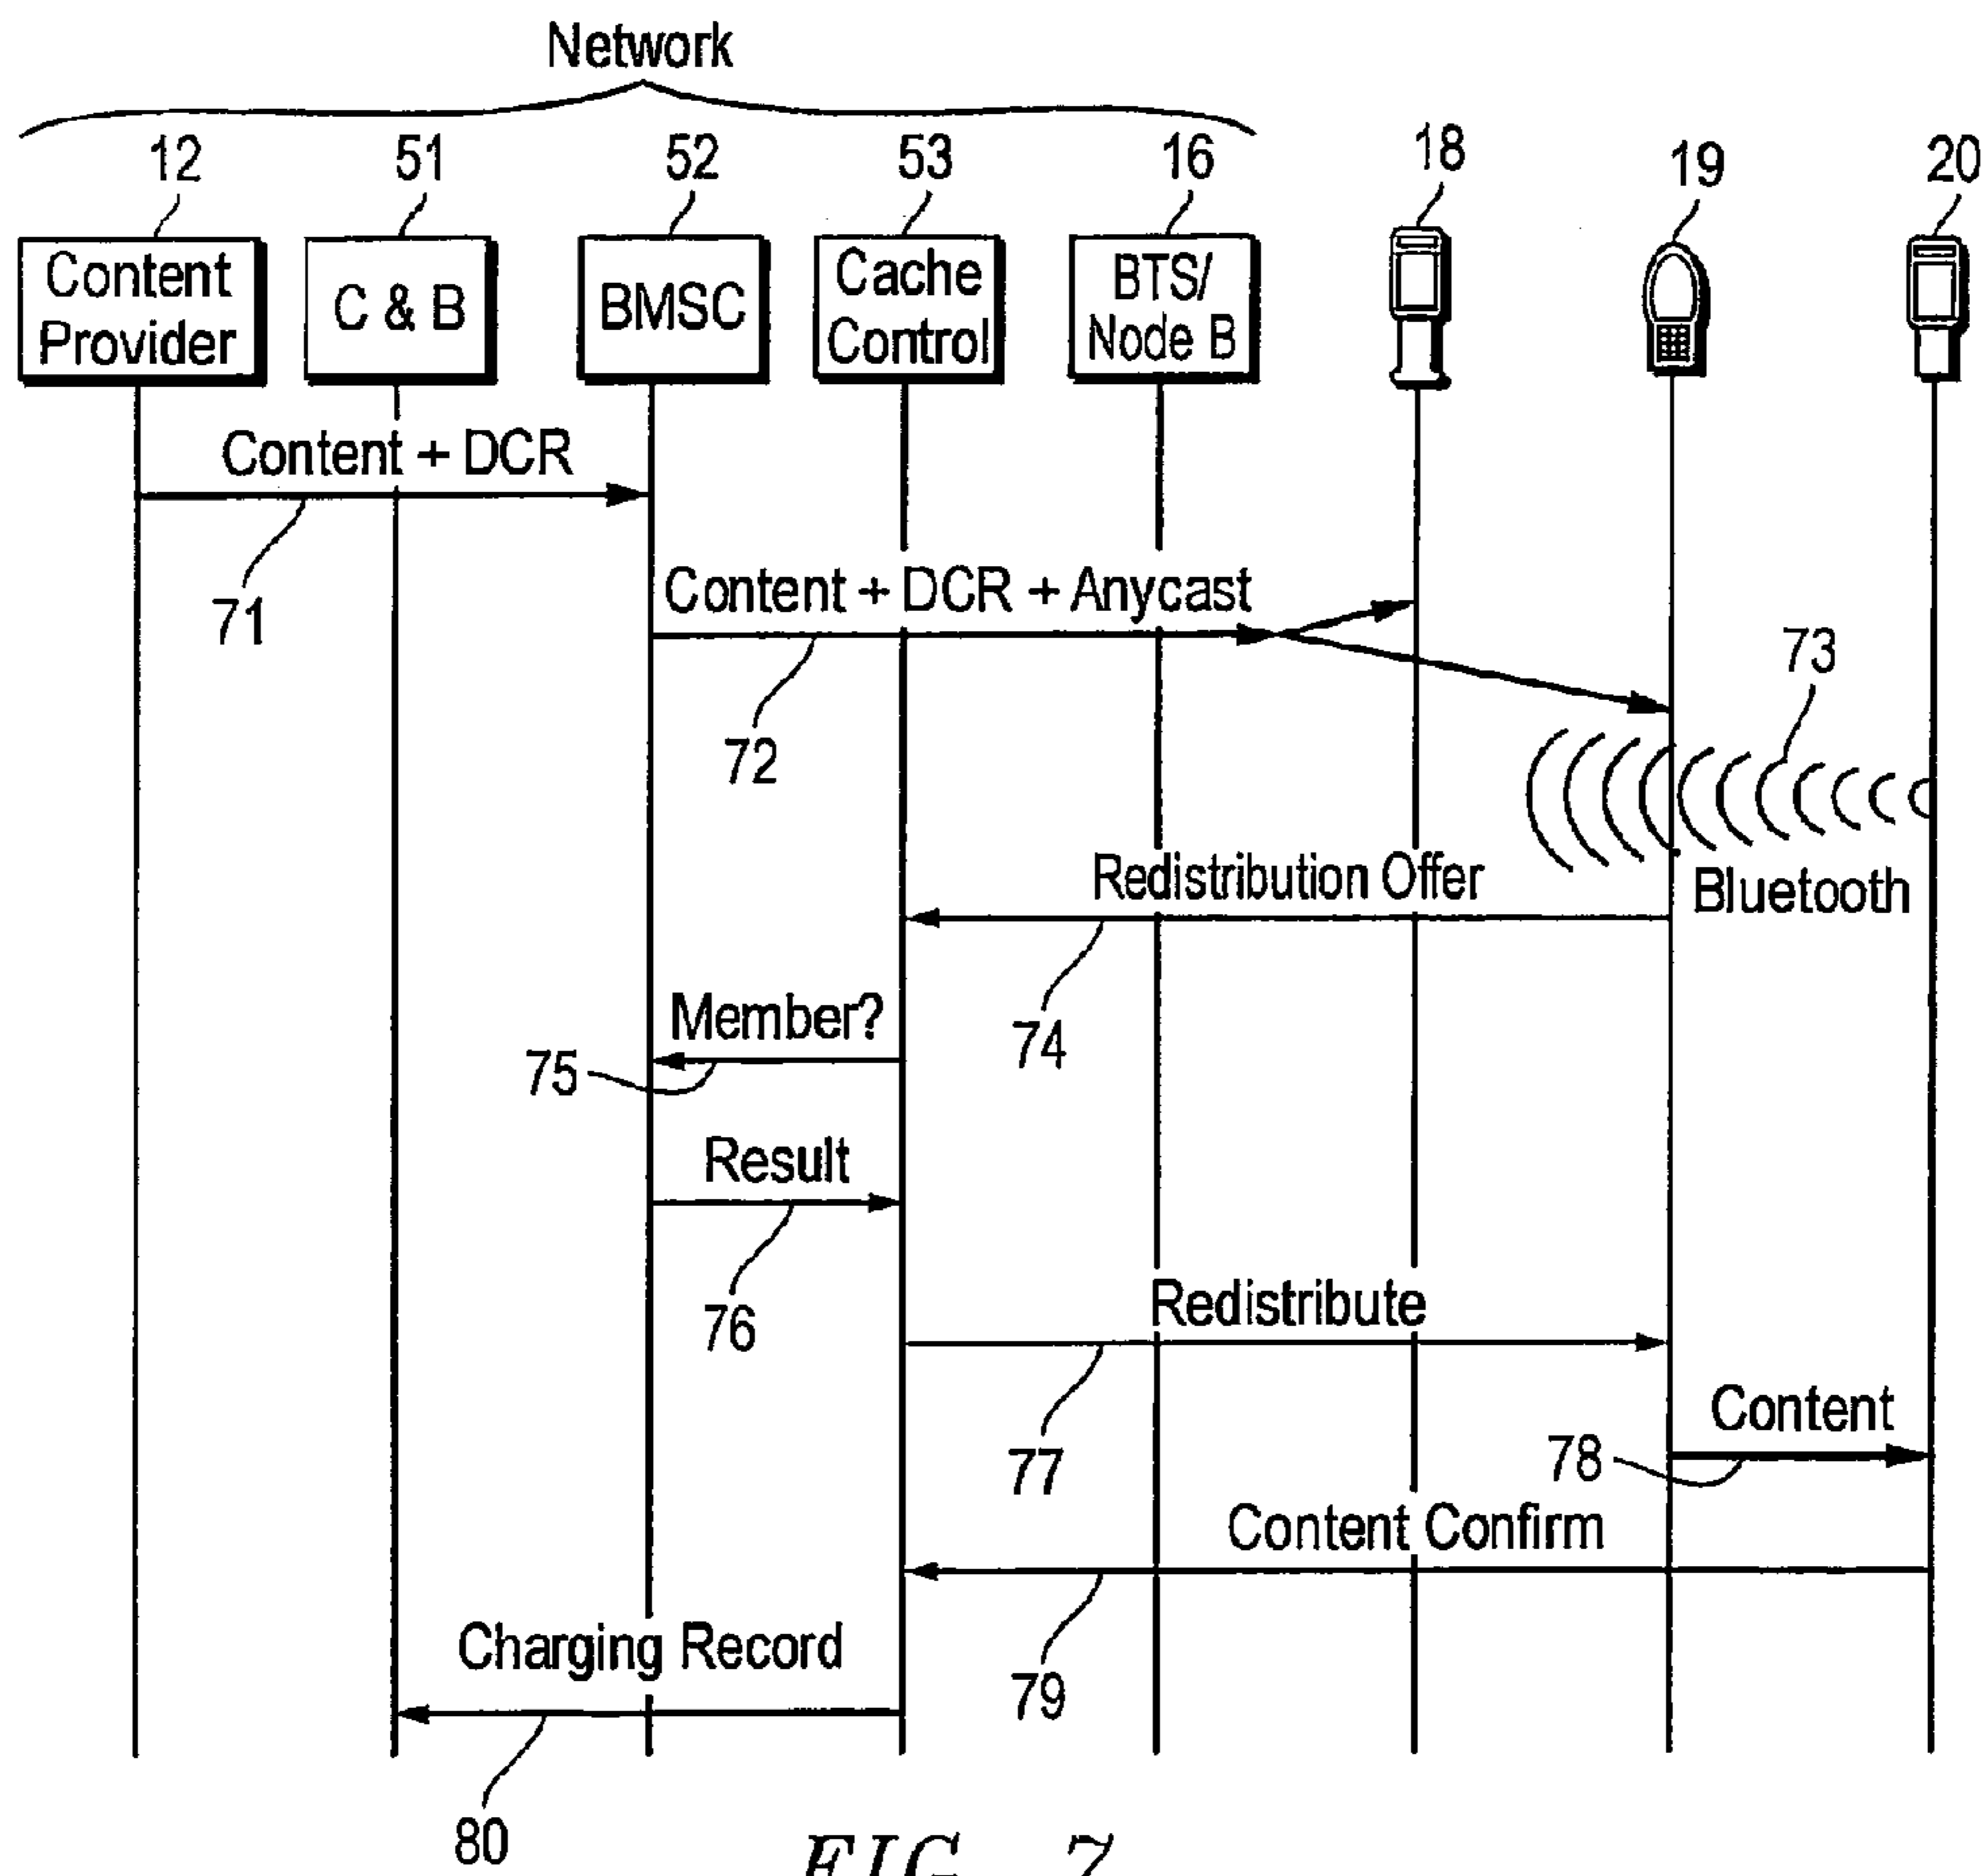 Network
12
51
52
53
16
18
19
20
Content
Provider
C & B
BMSC
Cache
Control
BTS/
Node B
Content + DCR
71
Content + DCR + Anycast
72
73
Bluetooth
Redistribution Offer
74
Member?
75
Result
76
Redistribute
77
Content
78
Content Confirm
79
Charging Record
80
FIG. 7